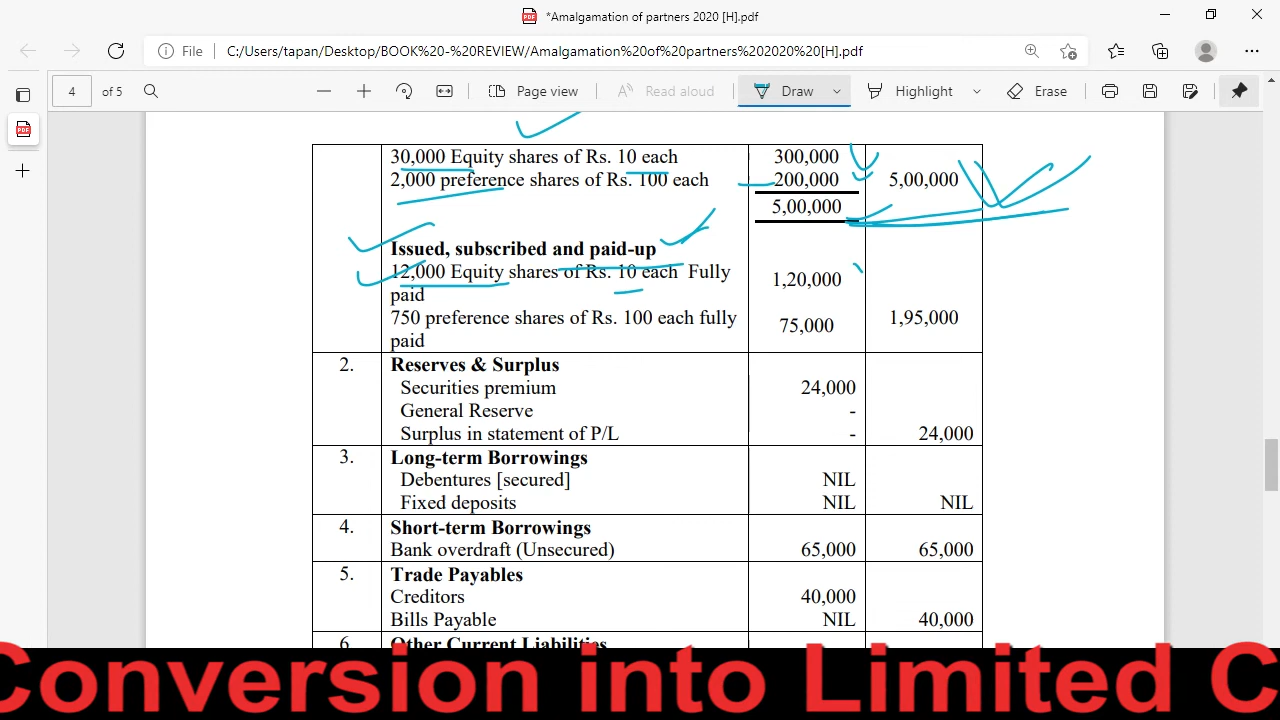 *Amalgamation of partners 2020 [H].pdf
File C:/Users/tapan/Desktop/BOOK%20-%20REVIEW/Amalgamation%20of%20partners%202020%20[H].pdf
4 of 5 Page view Read aloud Draw Highlight Erase
30,000 Equity shares of Rs. 10 each 300,000
2,000 preference shares of Rs. 100 each 200,000 5,00,000
5,00,000
Issued, subscribed and paid-up
12,000 Equity shares of Rs. 10 each Fully paid 1,20,000
750 preference shares of Rs. 100 each fully paid 75,000 1,95,000
2. Reserves & Surplus
Securities premium 24,000
General Reserve -
Surplus in statement of P/L - 24,000
3. Long-term Borrowings
Debentures [secured] NIL
Fixed deposits NIL NIL
4. Short-term Borrowings
Bank overdraft (Unsecured) 65,000 65,000
5. Trade Payables
Creditors 40,000
Bills Payable NIL 40,000
6 Other Current Liabilities
Conversion into Limited C